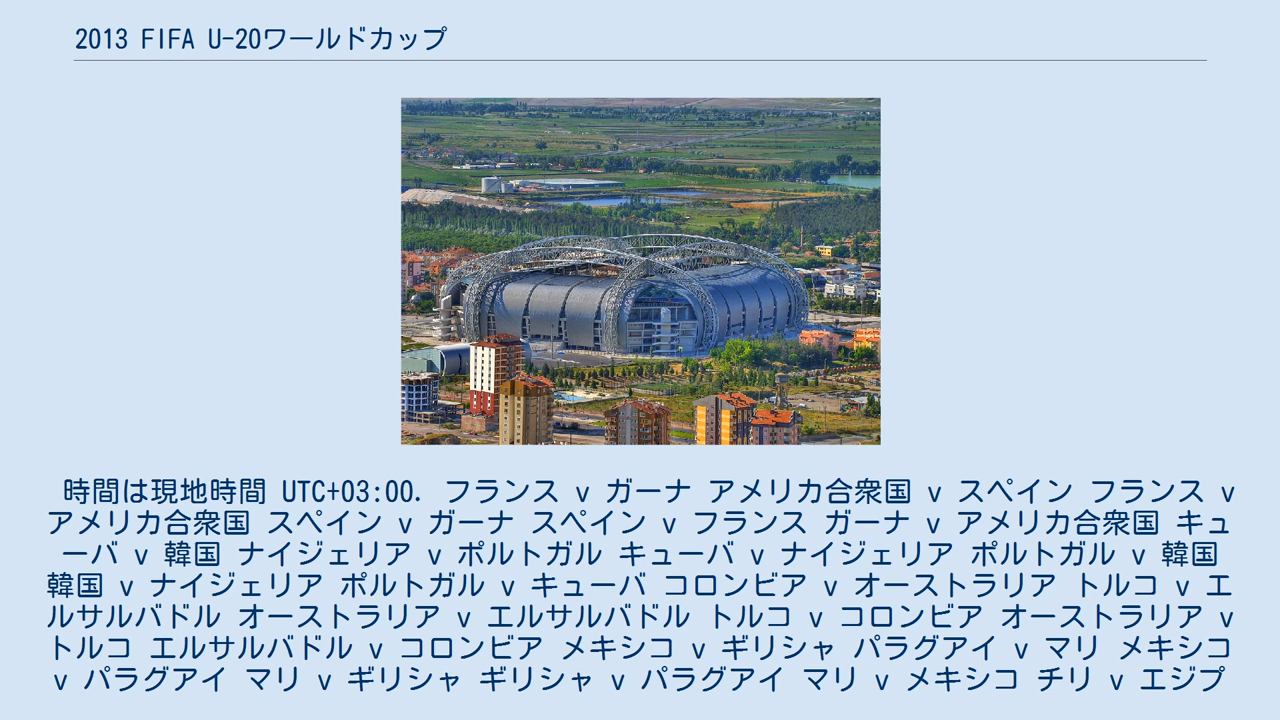 2013 FIFA U-20ワールドカップ
時間は現地時間 UTC+03:00. フランス v ガーナ アメリカ合衆国 v スペイン フランス v
アメリカ合衆国 スペイン v ガーナ スペイン v フランス ガーナ v アメリカ合衆国 キュ
ーバ v 韓国 ナイジェリア v ポルトガル キューバ v ナイジェリア ポルトガル v 韓国
韓国 v ナイジェリア ポルトガル v キューバ コロンビア v オーストラリア トルコ v エ
ルサルバドル オーストラリア v エルサルバドル トルコ v コロンビア オーストラリア v
トルコ エルサルバドル v コロンビア メキシコ v ギリシャ パラグアイ v マリ メキシコ
v パラグアイ マリ v ギリシャ ギリシャ v パラグアイ マリ v メキシコ チリ v エジプ